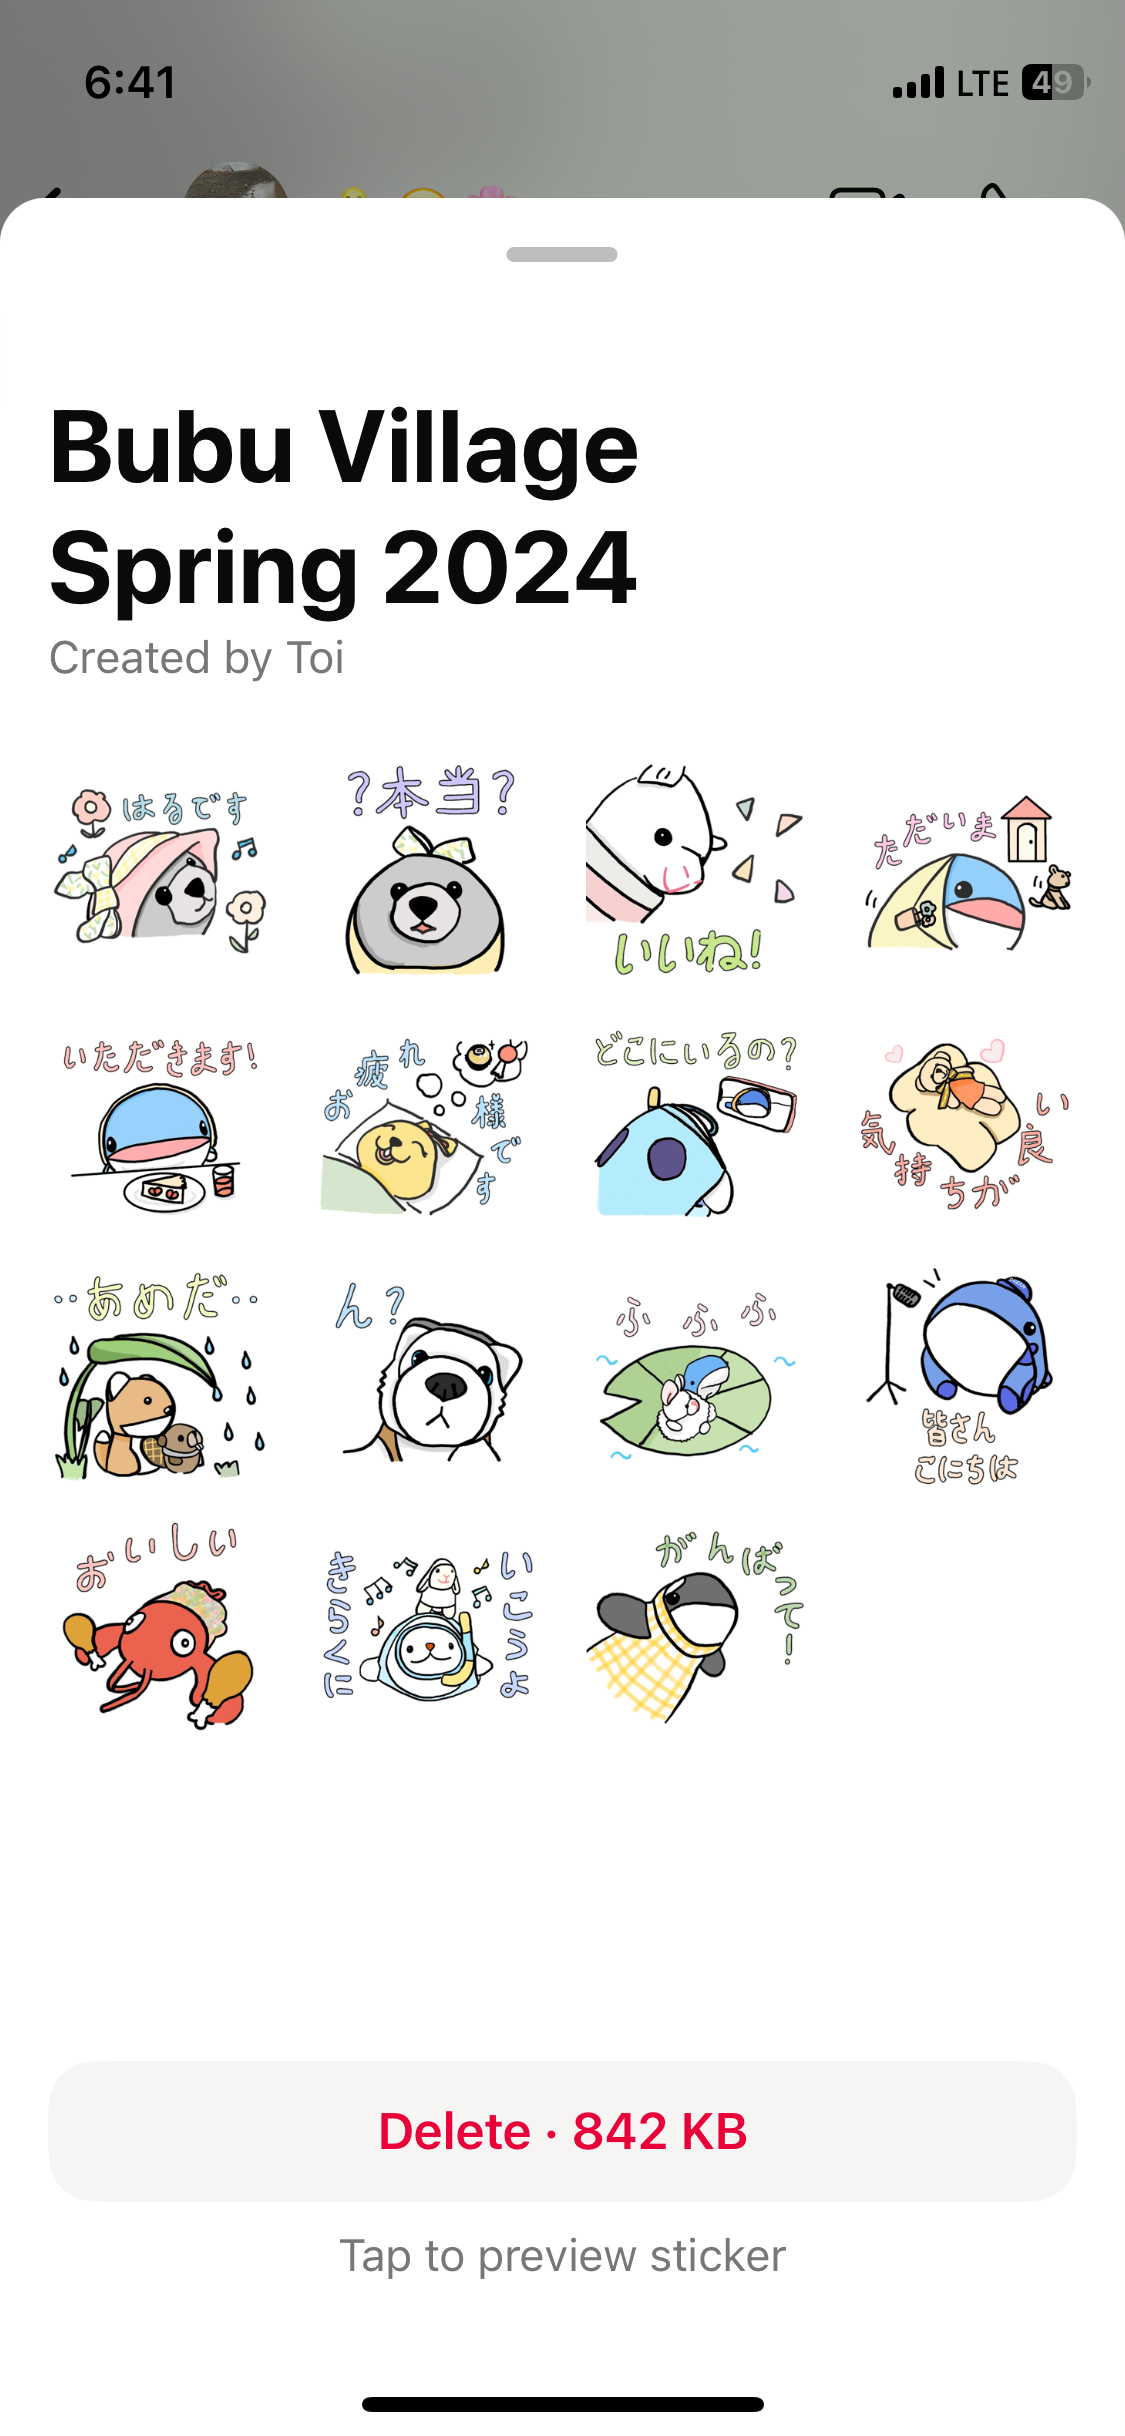 6:41
LTE 49
Bubu Village
Spring 2024
Created by Toi
はるです
?本当?
いいね!
ただいま
いただきます!
お疲れ様です
どこにいるの?
気持ちが良い
‥あめだ‥
ん?
ふふふ
皆さん
こにちは
おいしい
きらくに
いこうよ
がんばって!
Delete · 842 KB
Tap to preview sticker